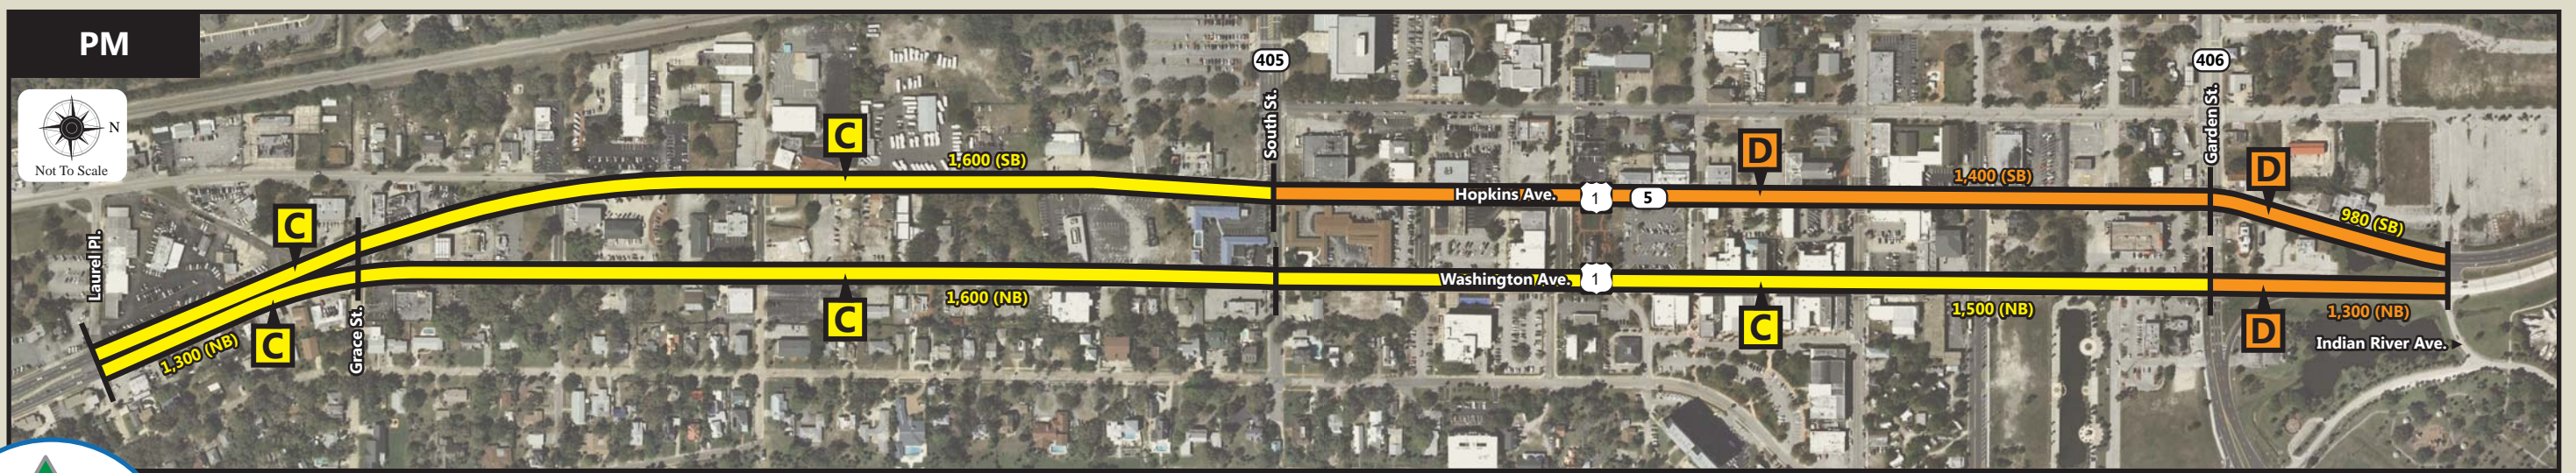 PM
N
Not To Scale
405
406
South St.
Garden St.
C
1,600 (SB)
D
1,400 (SB)
D
980 (SB)
Hopkins Ave.
1
5
Laurel Pl.
C
Grace St.
Washington Ave.
1
1,300 (NB)
C
C
1,600 (NB)
C
1,500 (NB)
D
1,300 (NB)
Indian River Ave.